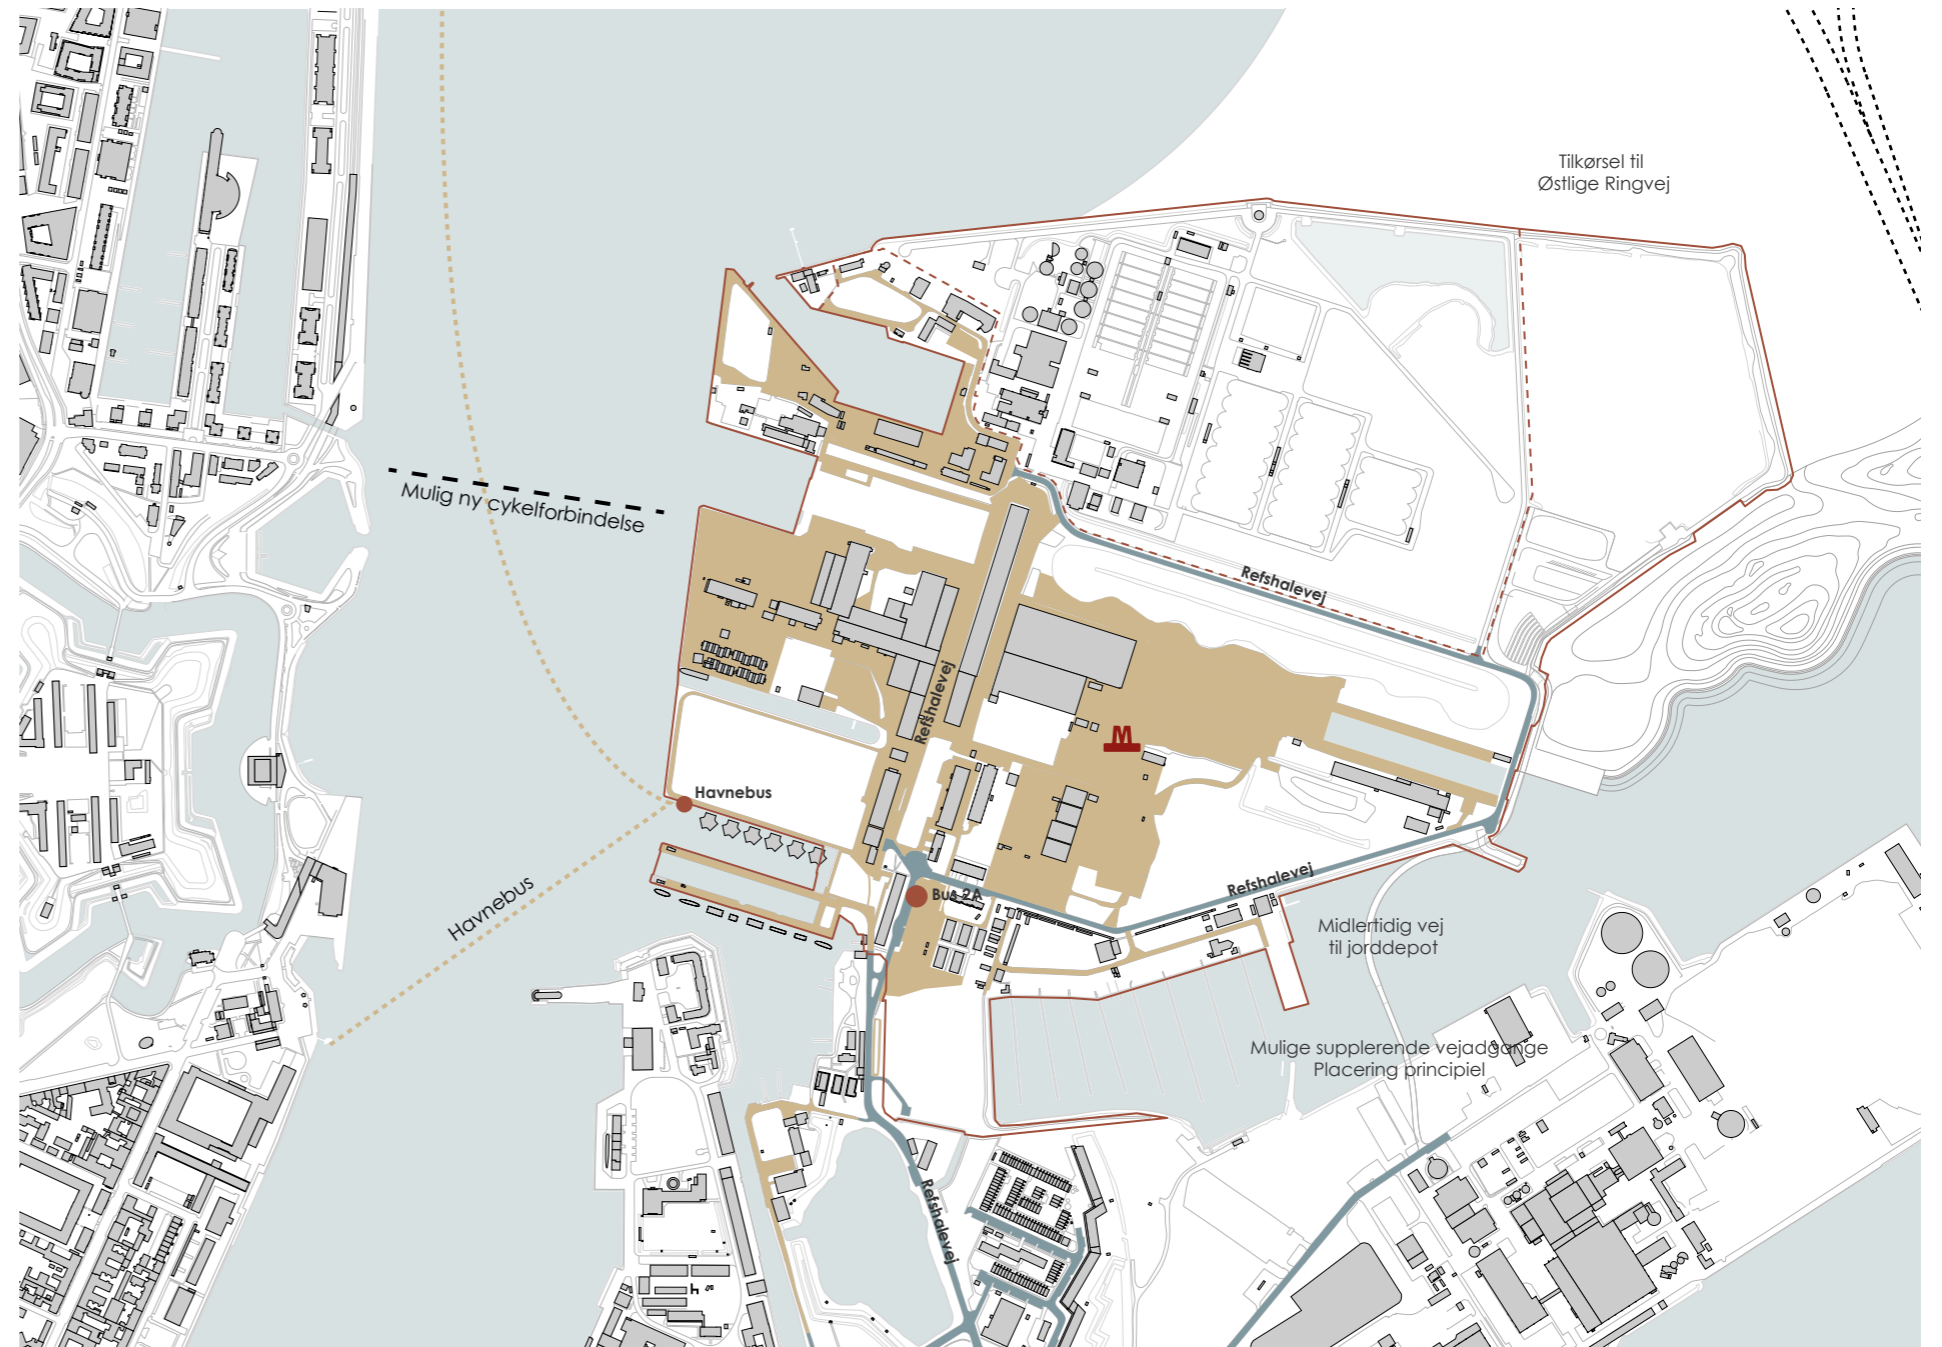 Tilkørsel til
Østlige Ringvej
Mulig ny cykelforbindelse
Refshalevej
Refshalevej
M
Havnebus
Havnebus
Bus 2A
Refshalevej
Midlertidig vej
til jorddepot
Mulige supplerende vejadgange
Placering principiel
Refshalevej